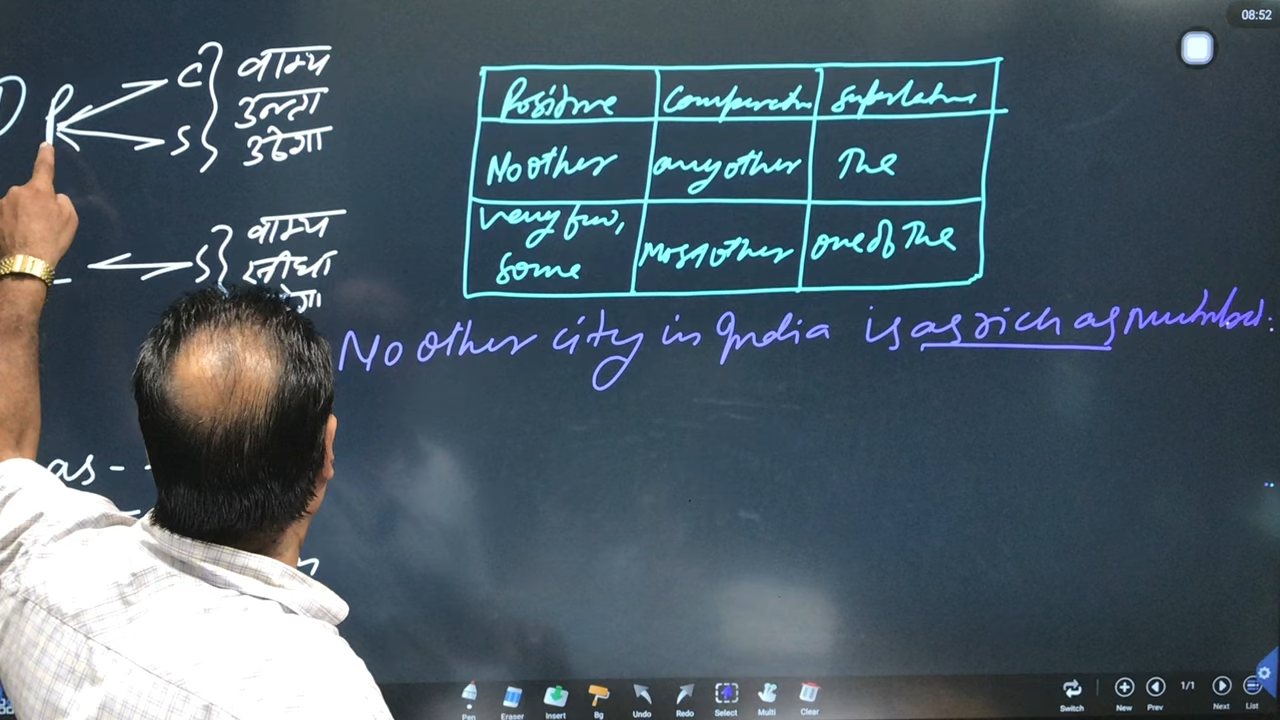 08:52
P C वाक्य
उल्टा
S उठेगा
Positive Comparative Superlative
No other any other The
Very few, some Most other one of the
S वाक्य
सीधा
No other city in India is as rich as
as - -
Pen Eraser Insert Bg Undo Redo Select Multi Clear
Switch New Prev 1/1 Next List